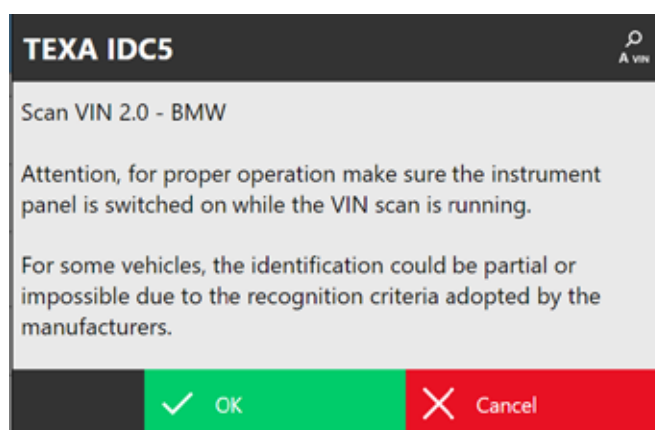 TEXA IDC5
A VIN
Scan VIN 2.0 - BMW
Attention, for proper operation make sure the instrument
panel is switched on while the VIN scan is running.
For some vehicles, the identification could be partial or
impossible due to the recognition criteria adopted by the
manufacturers.
OK
Cancel